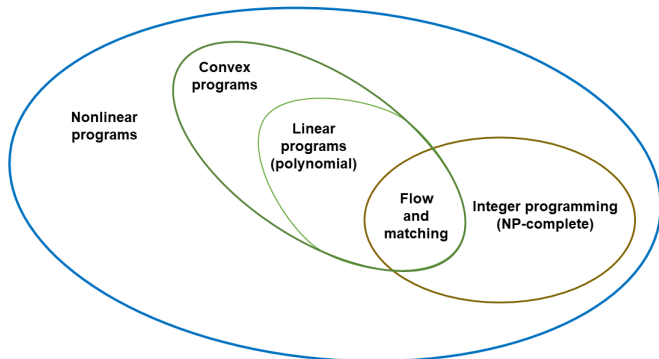 Convex
programs
Nonlinear
programs
Linear
programs
(polynomial)
Flow
and
matching
Integer programming
(NP-complete)